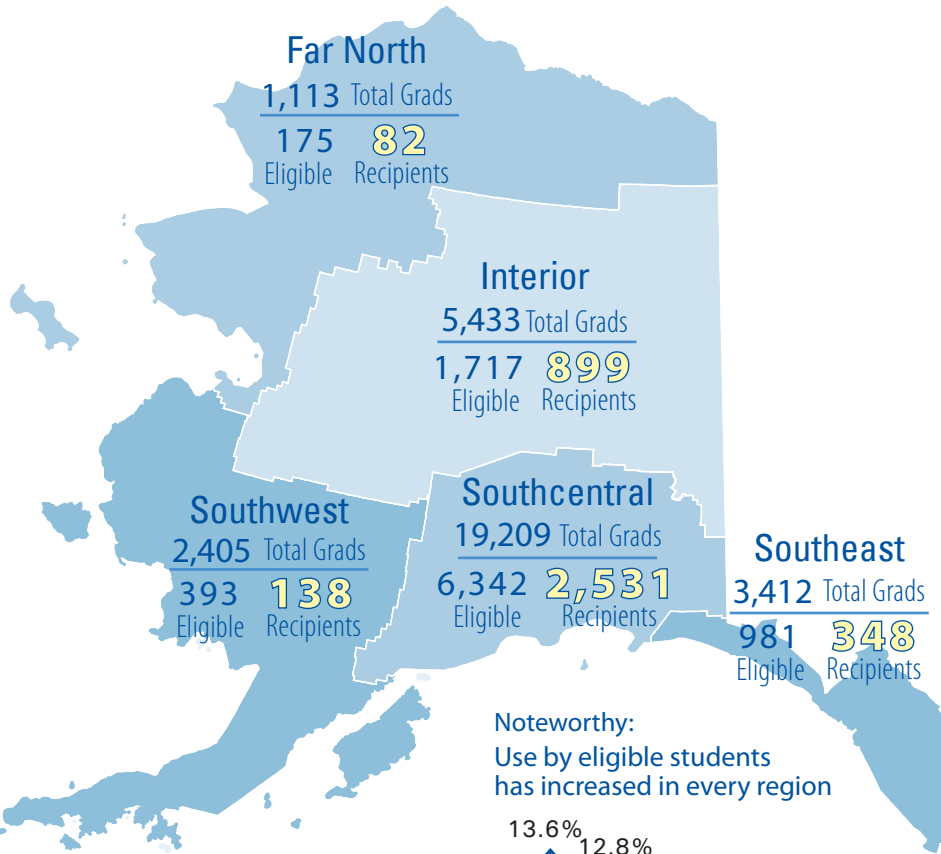 Far North
1,113 Total Grads
175 82
Eligible Recipients
Interior
5,433 Total Grads
1,717 899
Eligible Recipients
Southwest
2,405 Total Grads
393 138
Eligible Recipients
Southcentral
19,209 Total Grads
6,342 2,531
Eligible Recipients
Southeast
3,412 Total Grads
981 348
Eligible Recipients
Noteworthy:
Use by eligible students
has increased in every region
13.6%
12.8%